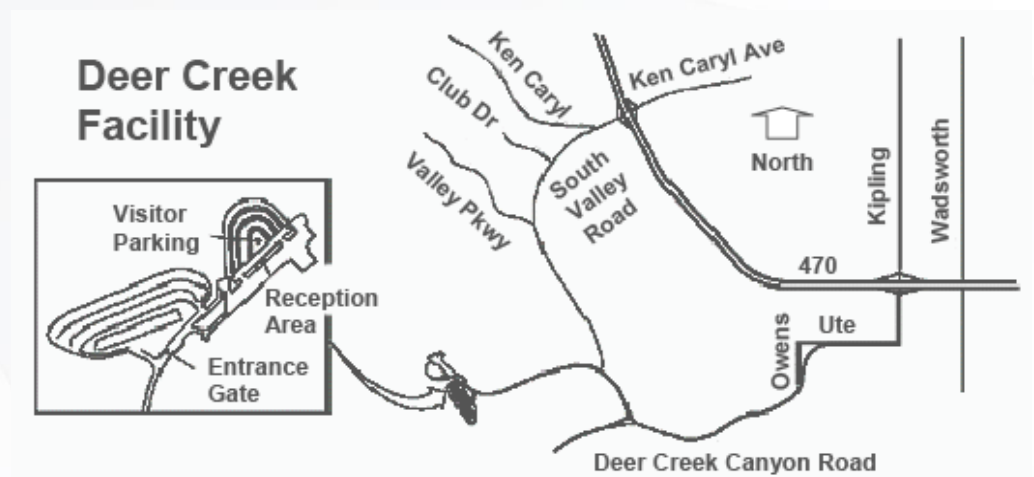 Deer Creek
Facility
Visitor
Parking
Reception
Area
Entrance
Gate
Ken Caryl
Club Dr
Valley Pkwy
South
Valley
Road
Ken Caryl Ave
North
Kipling
Wadsworth
470
Owens
Ute
Deer Creek Canyon Road